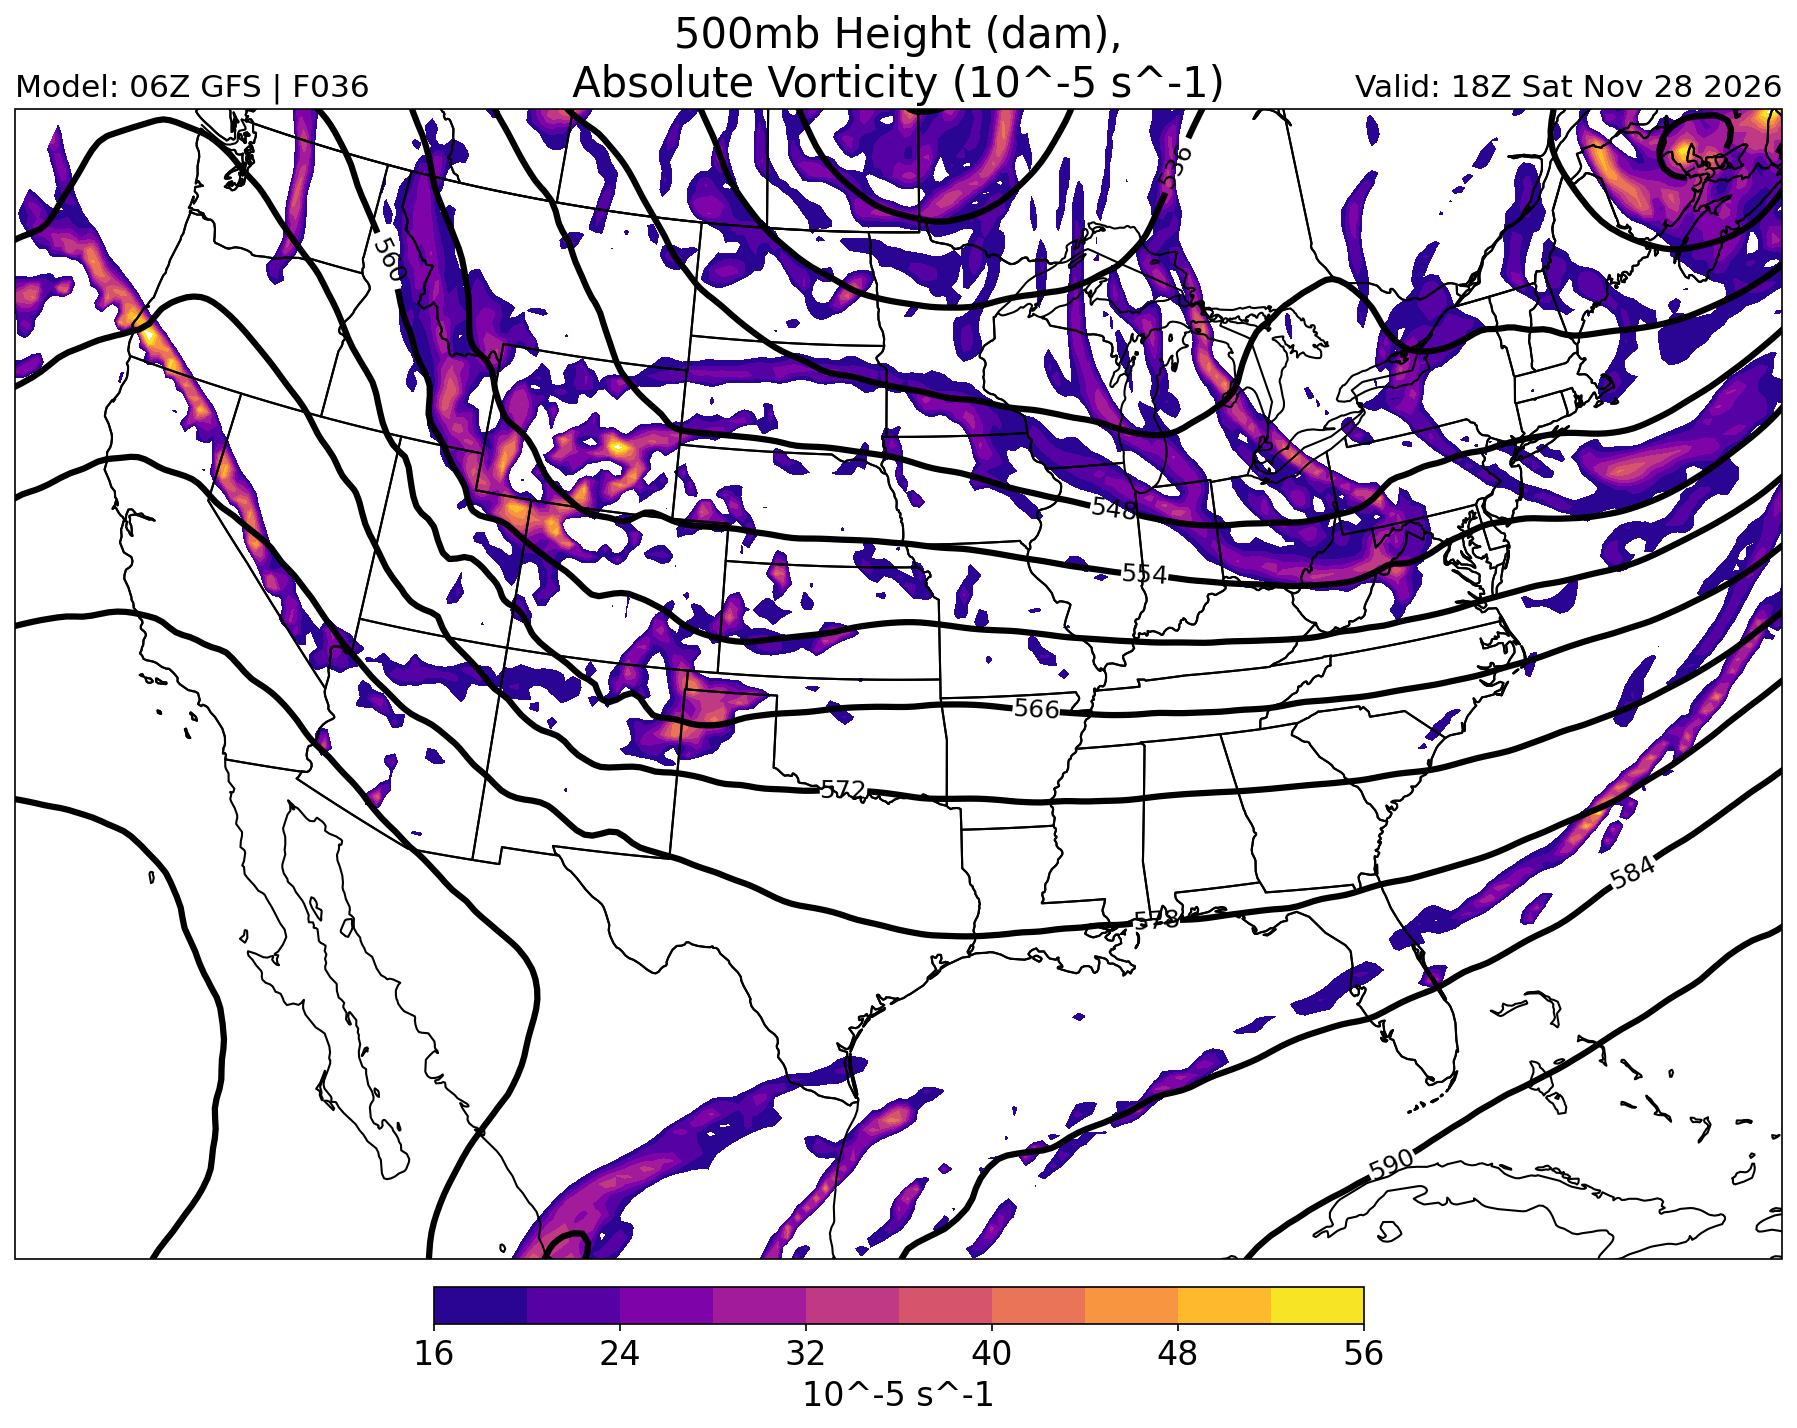 500mb Height (dam),
Model: 06Z GFS | F036
Absolute Vorticity (10^-5 s^-1)
Valid: 18Z Sat Nov 28 2026
536
560
548
554
566
572
578
584
590
16 24 32 40 48 56
10^-5 s^-1